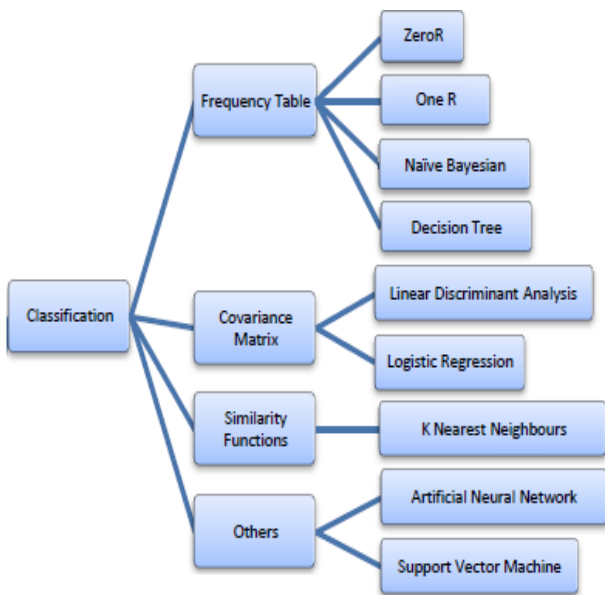 Classification
Frequency Table
ZeroR
One R
Naïve Bayesian
Decision Tree
Covariance
Matrix
Linear Discriminant Analysis
Logistic Regression
Similarity
Functions
K Nearest Neighbours
Others
Artificial Neural Network
Support Vector Machine